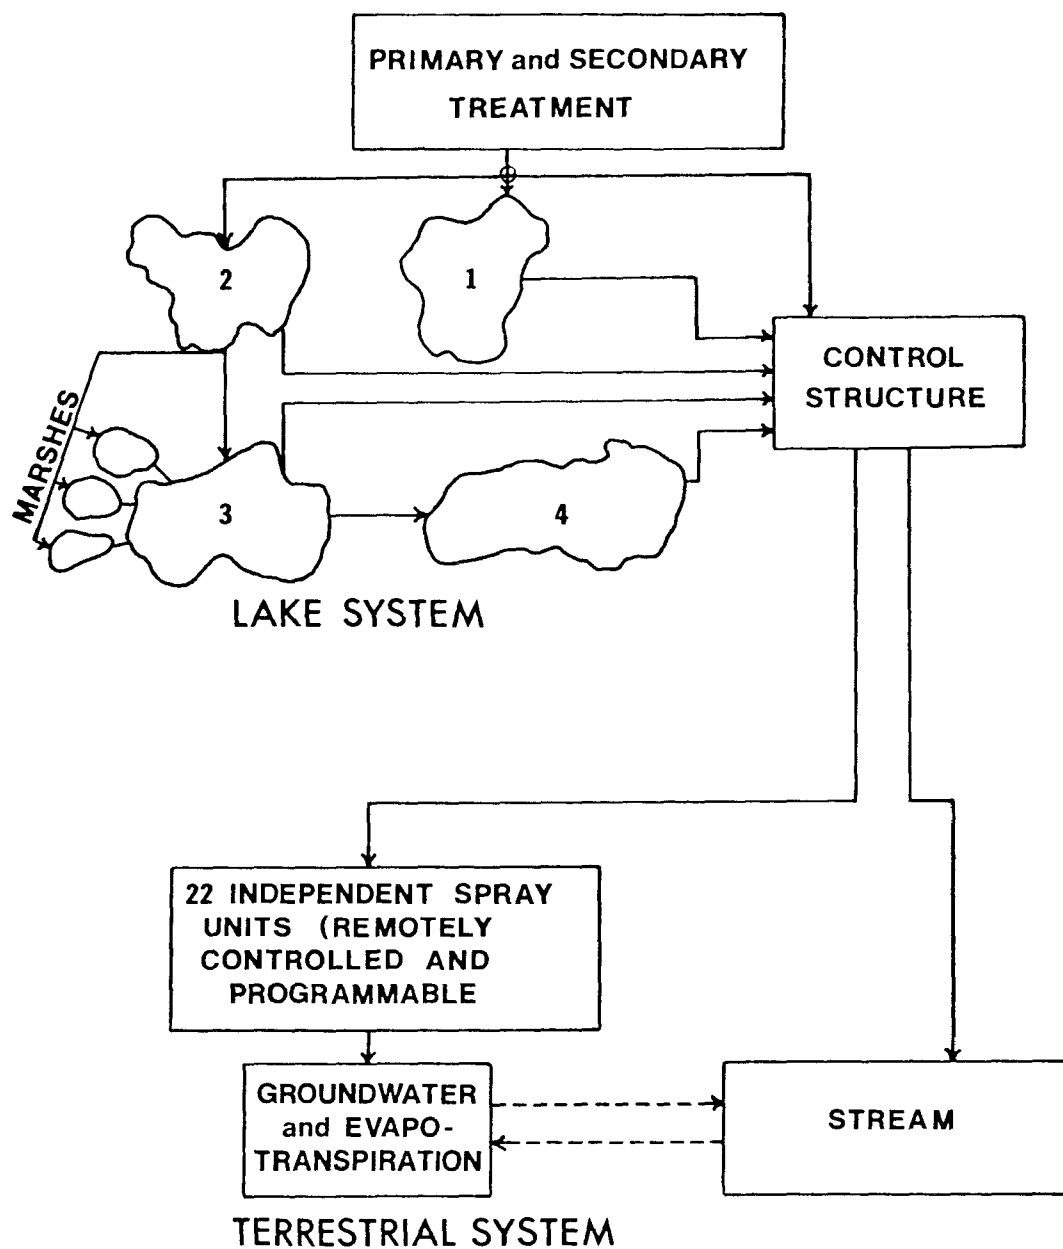 PRIMARY and SECONDARY
TREATMENT
2
1
CONTROL
STRUCTURE
MARSHES
3
4
LAKE SYSTEM
22 INDEPENDENT SPRAY
UNITS (REMOTELY
CONTROLLED AND
PROGRAMMABLE
GROUNDWATER
and EVAPO-
TRANSPIRATION
STREAM
TERRESTRIAL SYSTEM